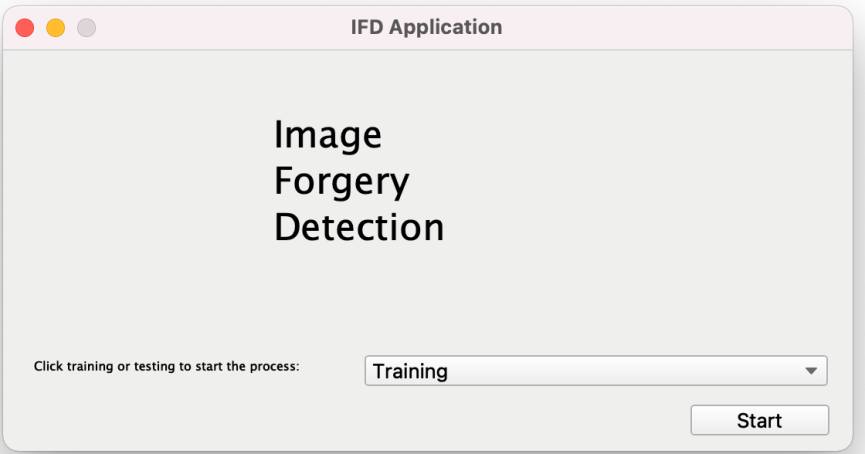 IFD Application
Image
Forgery
Detection
Click training or testing to start the process:
Training
Start